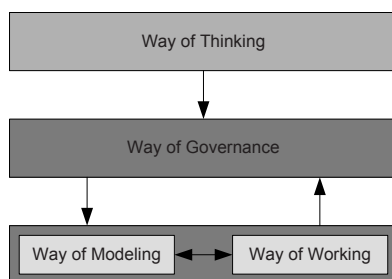 Way of Thinking
Way of Governance
Way of Modeling
Way of Working